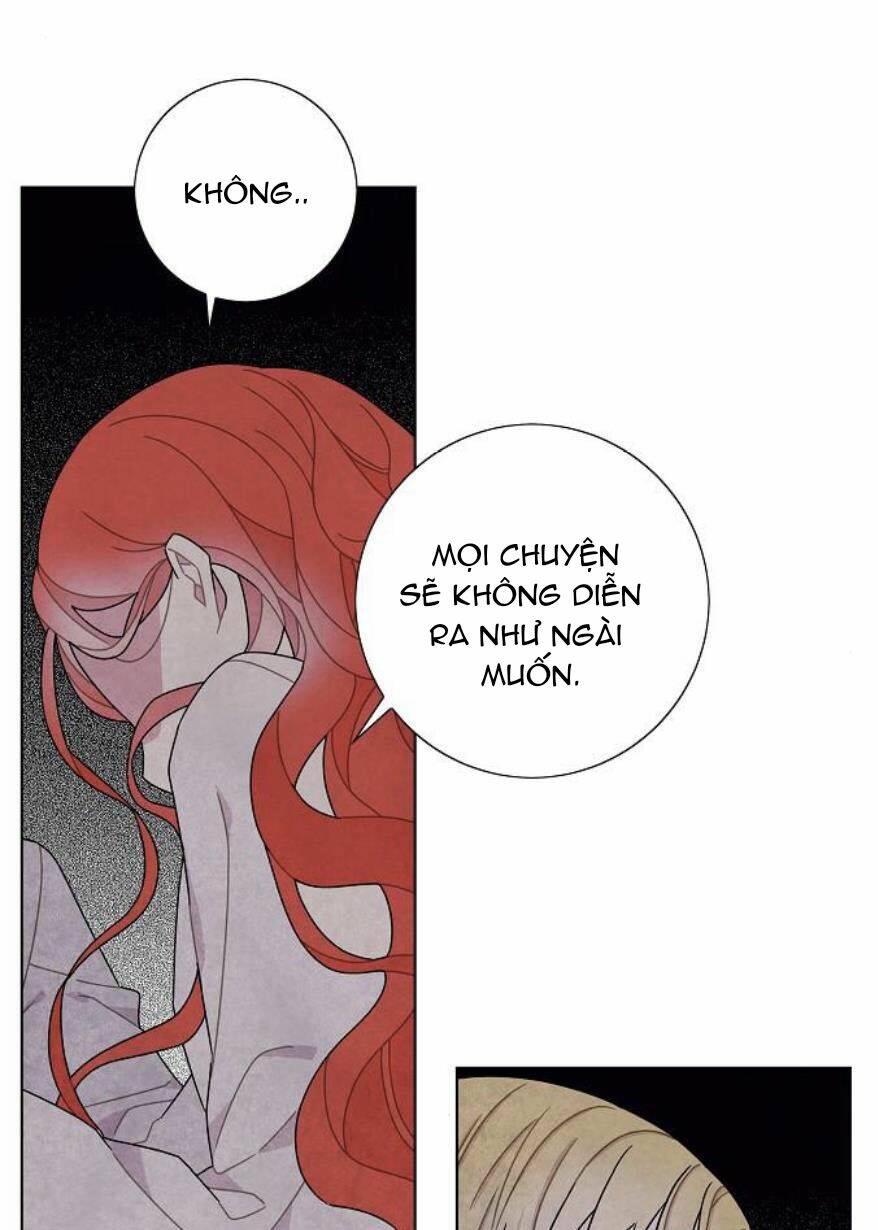 KHÔNG..
MỌI CHUYỆN
SẼ KHÔNG DIỄN
RA NHƯ NGÀI
MUỐN.